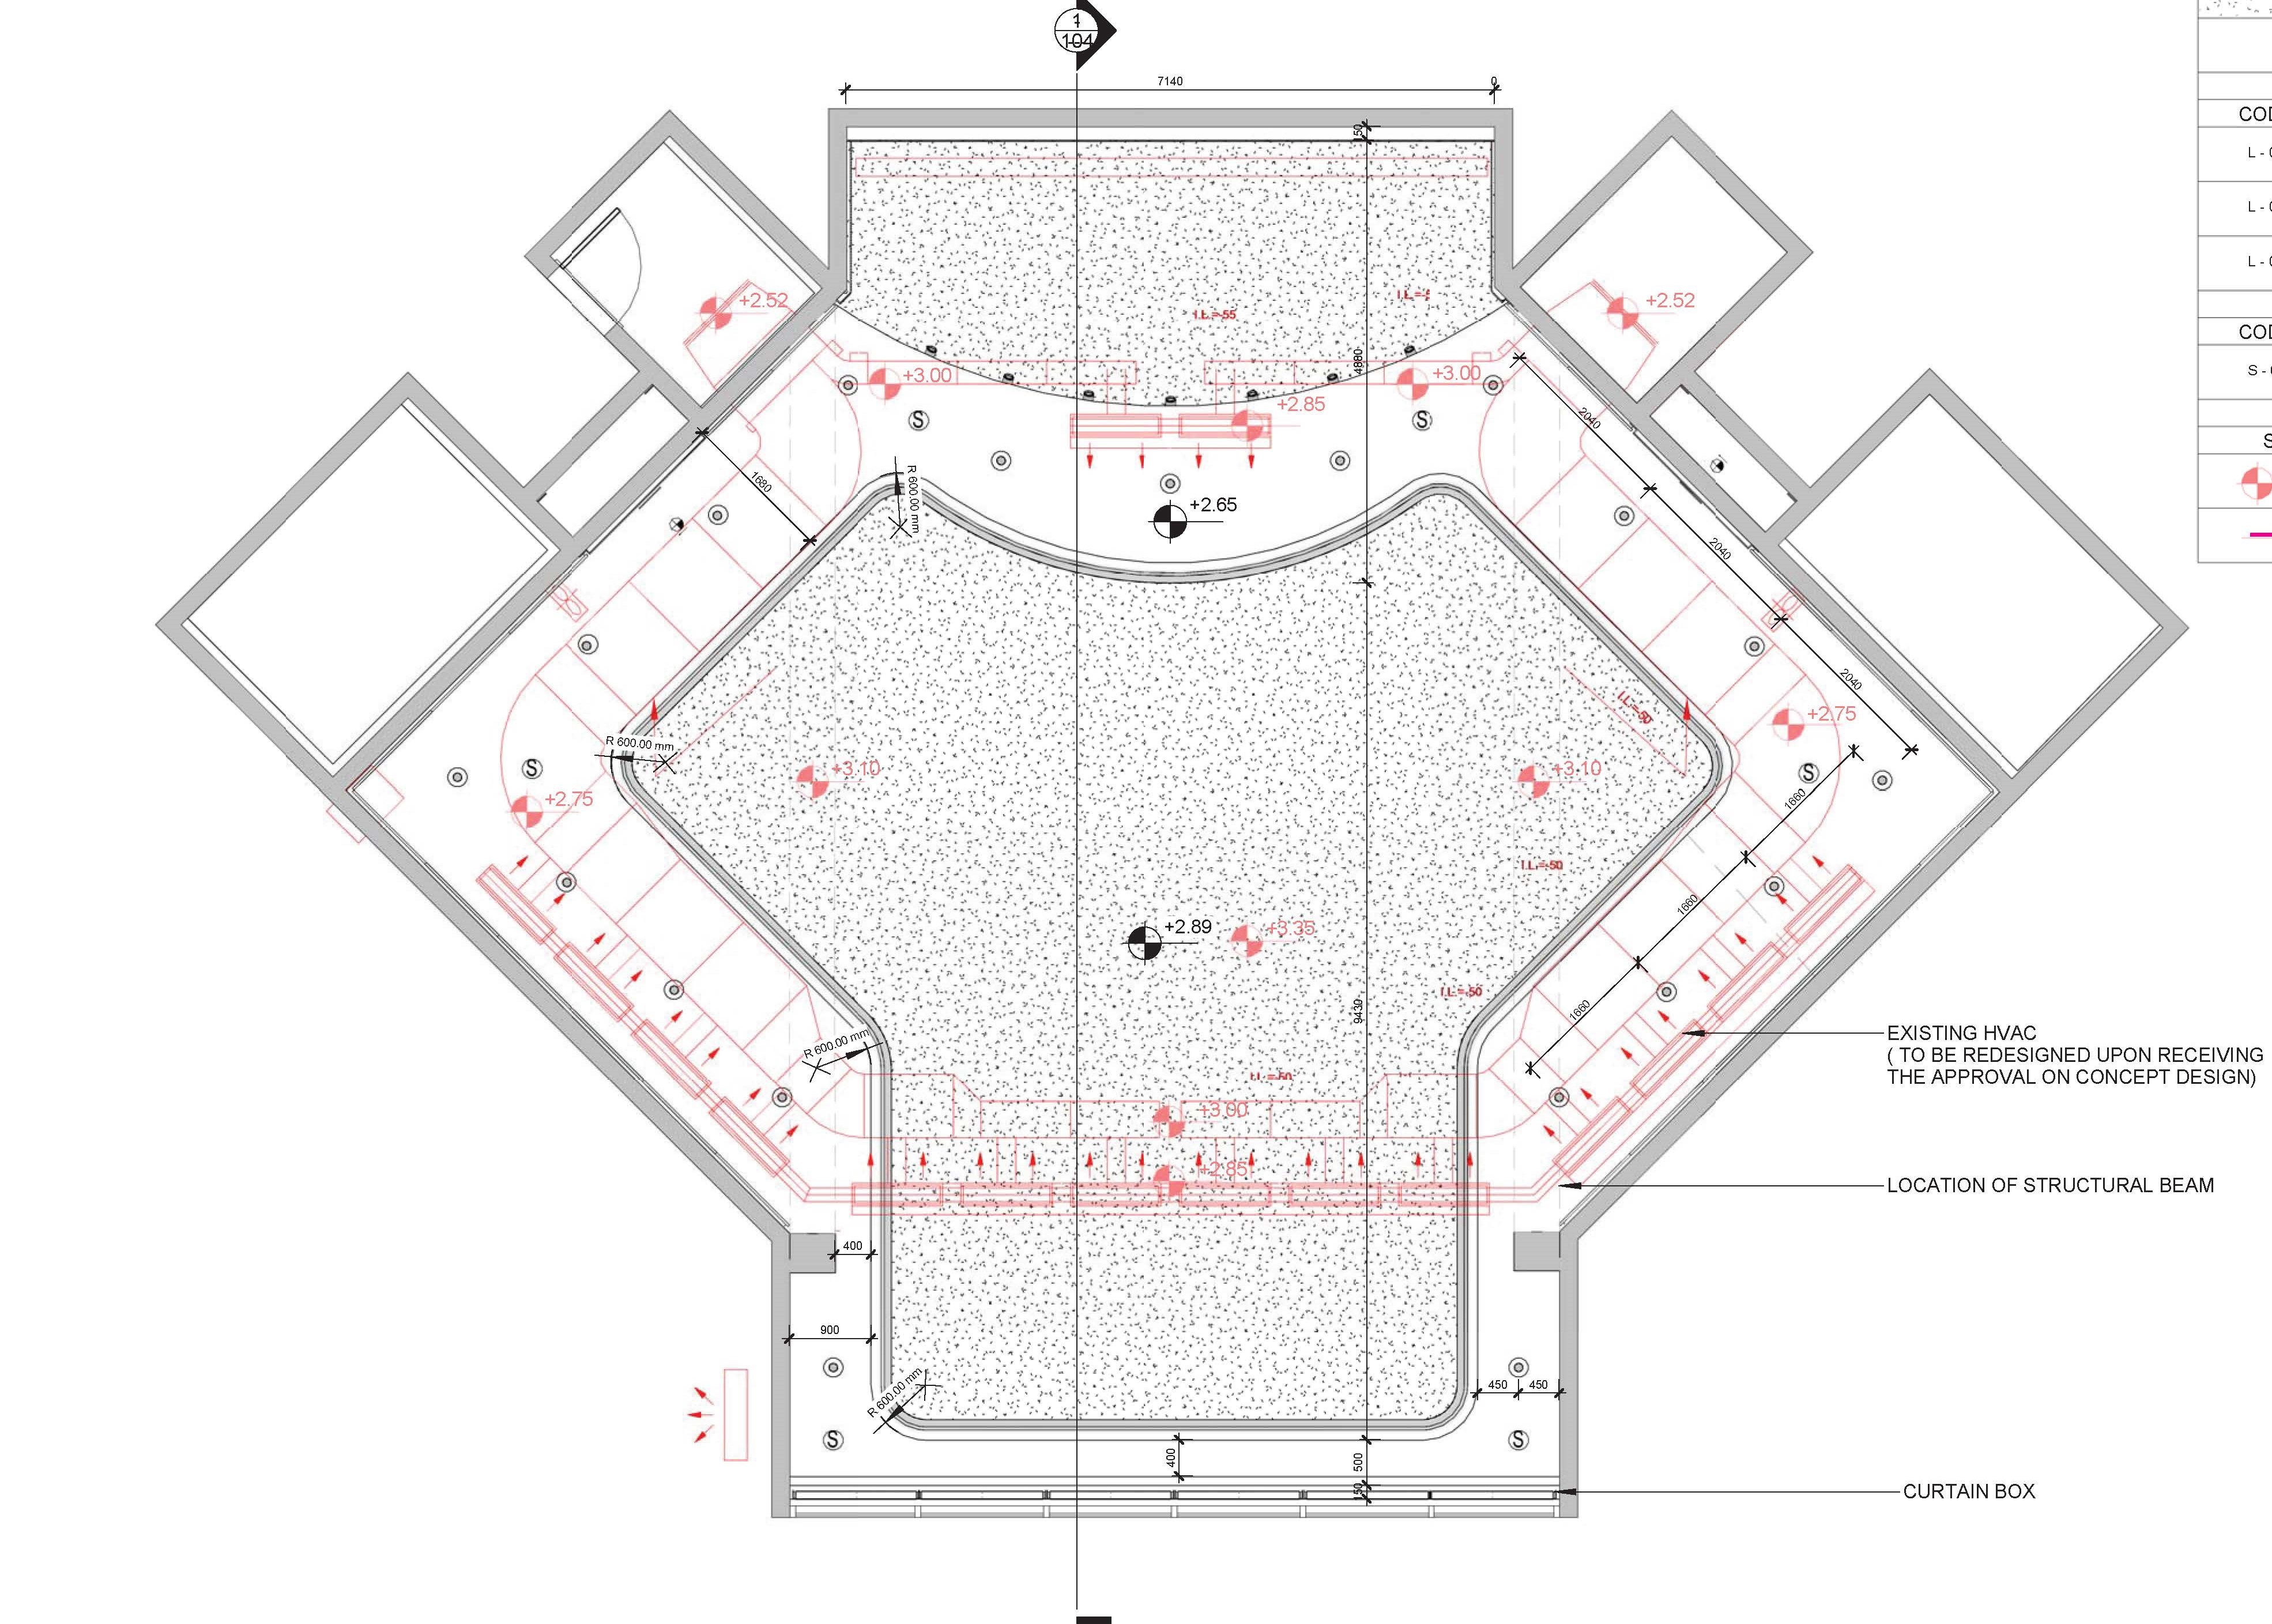 1
104
7140
0
150
COD
L - 0
L - 0
L - 0
COD
S - 0
S
+2.52
+2.52
I.L.=-55
4880
+3.00
+3.00
+2.85
S
S
2040
1680
R 600.00 mm
+2.65
2040
2040
I.L.=-50
+2.75
R 600.00 mm
S
+3.10
+3.10
S
+2.75
1660
I.L.=-50
1660
+2.89
+3.35
I.L.=-50
9430
1660
R 600.00 mm
EXISTING HVAC
( TO BE REDESIGNED UPON RECEIVING
THE APPROVAL ON CONCEPT DESIGN)
I.L.=-50
+3.00
+2.85
LOCATION OF STRUCTURAL BEAM
400
900
R 600.00 mm
450
450
S
S
400
500
150
CURTAIN BOX